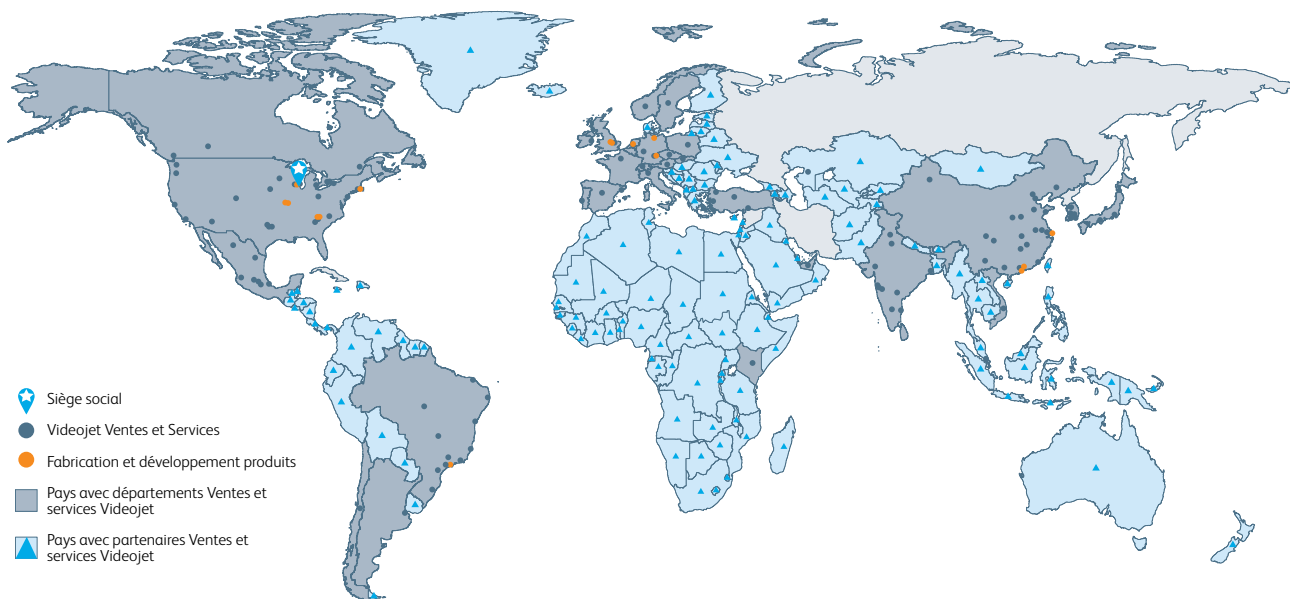 Siège social
Videojet Ventes et Services
Fabrication et développement produits
Pays avec départements Ventes et
services Videojet
Pays avec partenaires Ventes et
services Videojet